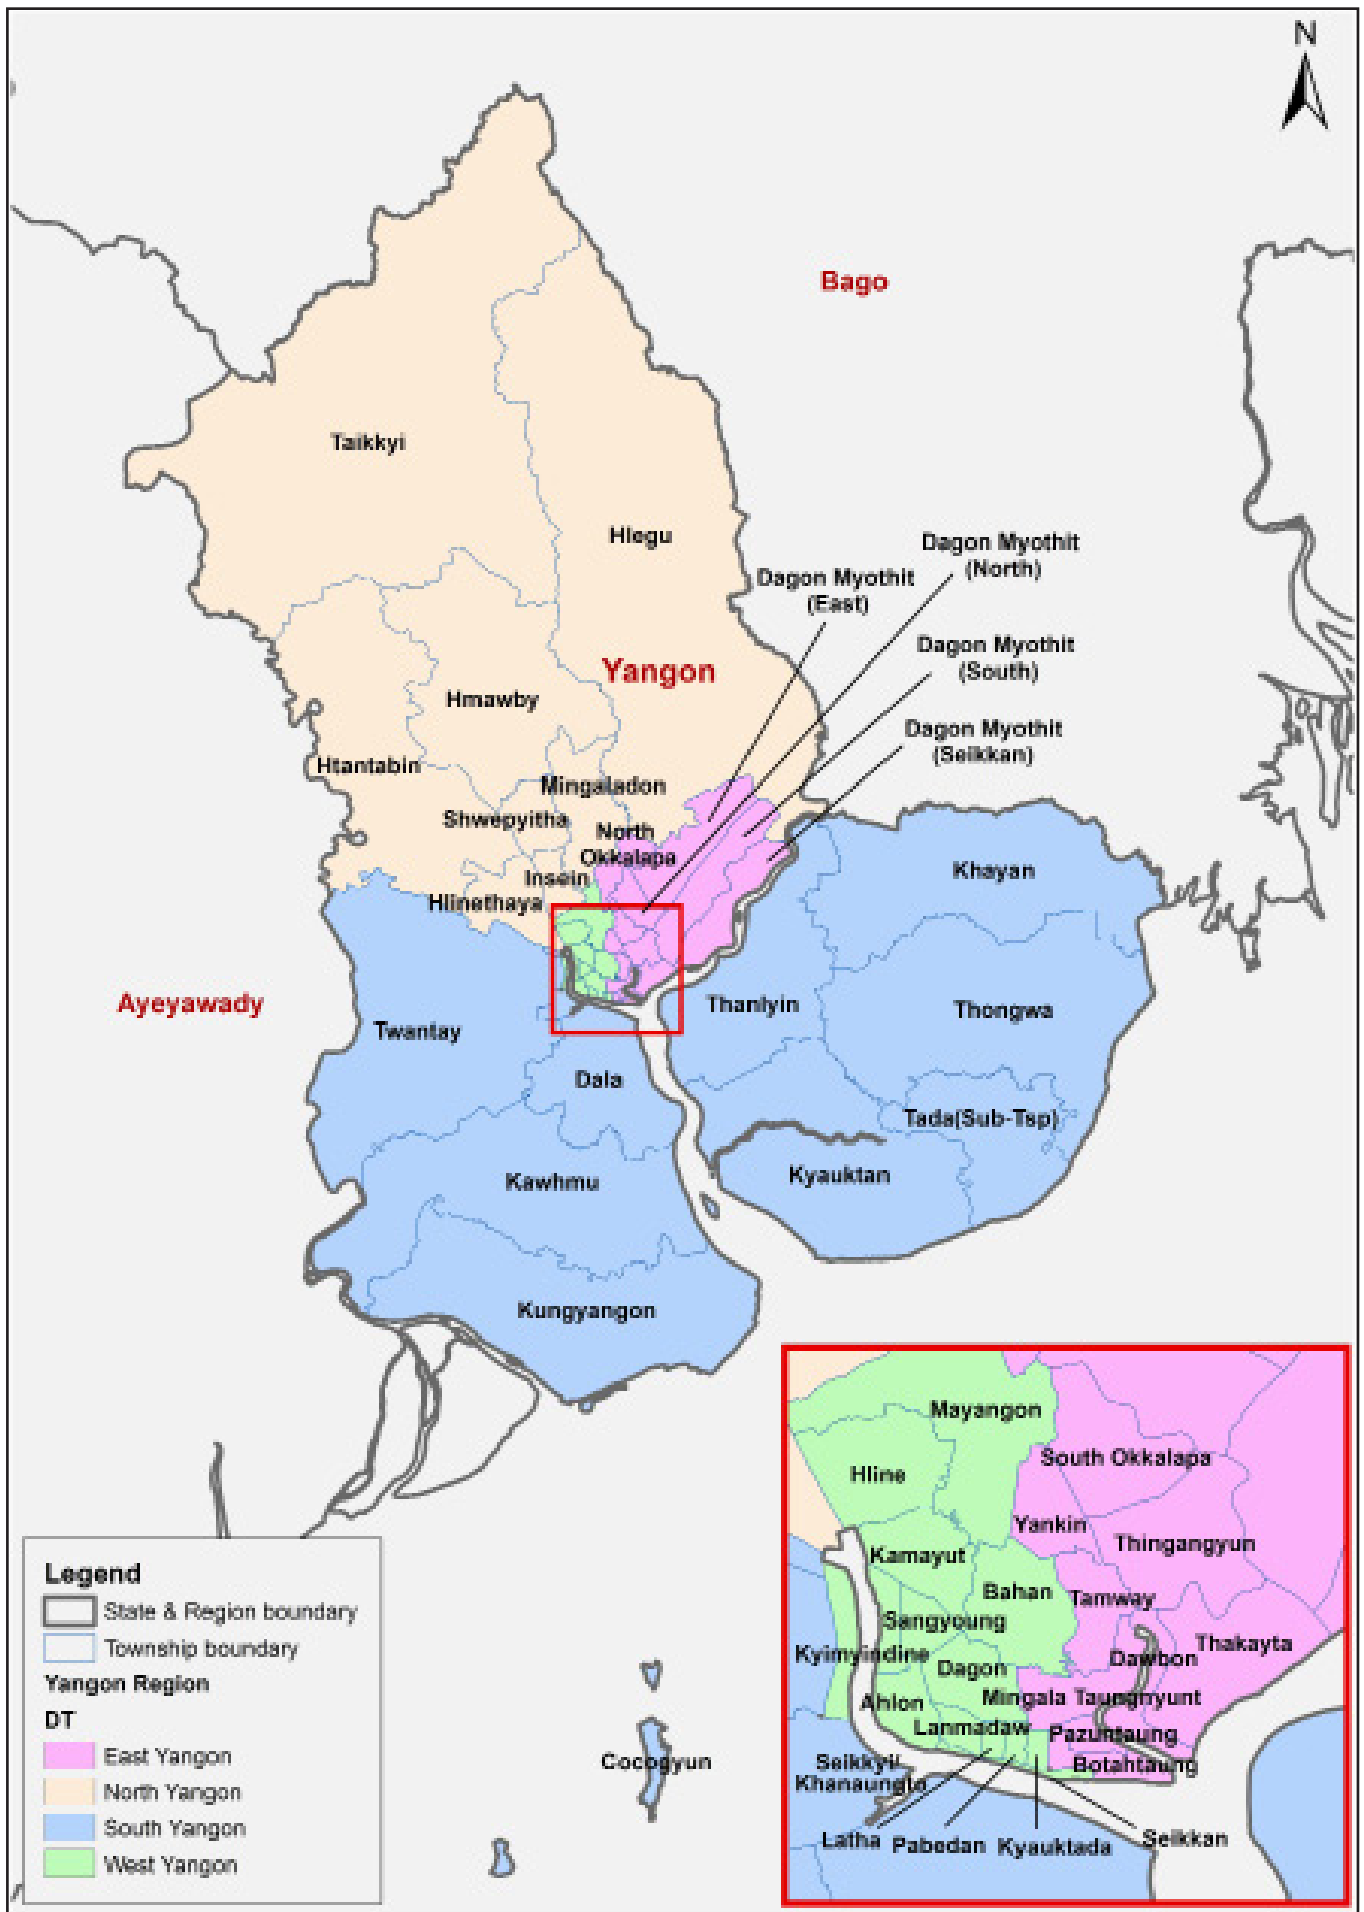 N
Bago
Taikkyi
Hlegu
Dagon Myothit
(North)
Dagon Myothit
(East)
Dagon Myothit
(South)
Yangon
Hmawby
Dagon Myothit
(Seikkan)
Htantabin
Mingaladon
Shwepyitha
North
Okkalapa
Insein
Hlinethaya
Khayan
Ayeyawady
Twantay
Thanlyin
Thongwa
Dala
Tada(Sub-Tsp)
Kyauktan
Kawhmu
Kungyangon
Cocogyun
Mayangon
South Okkalapa
Hline
Yankin
Thingangyun
Kamayut
Bahan
Tamway
Sangyoung
Thakayta
Kyimyindine
Dawbon
Dagon
Mingala Taungnyunt
Ahlon
Lanmadaw
Pazuntaung
Seikkyi/
Khanaungto
Botahtaung
Latha
Pabedan
Kyauktada
Seikkan
Legend
State & Region boundary
Township boundary
Yangon Region
DT
East Yangon
North Yangon
South Yangon
West Yangon